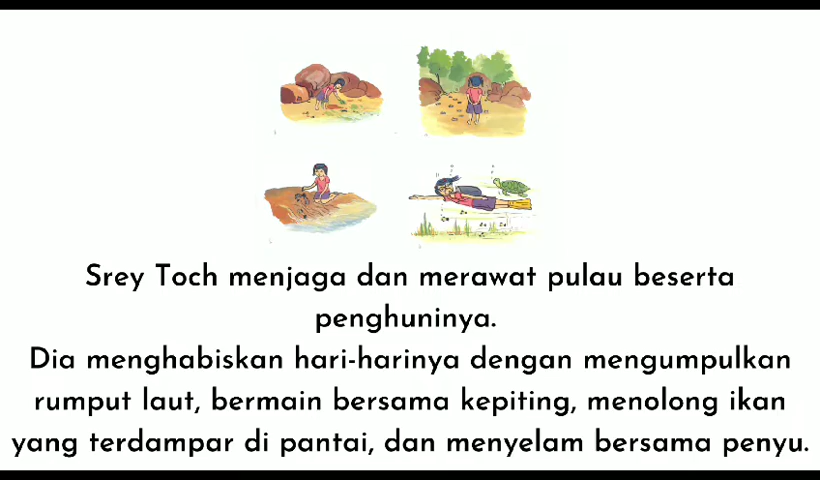 Srey Toch menjaga dan merawat pulau beserta
penghuninya.
Dia menghabiskan hari-harinya dengan mengumpulkan
rumput laut, bermain bersama kepiting, menolong ikan
yang terdampar di pantai, dan menyelam bersama penyu.